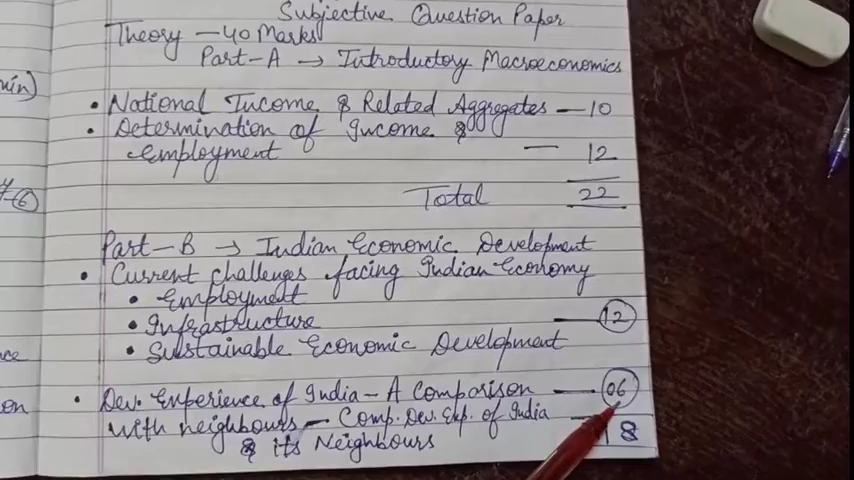 Subjective Question Paper
Theory - 40 Marks
Part-A → Introductory Macroeconomics
min)
• National Income & Related Aggregates - 10
• Determination of Income &
Employment - 12
Total 22
Part-B → Indian Economic Development
• Current challenges facing Indian Economy
• Employment
• Infrastructure - 12
• Sustainable Economic Development
• Dev. Experience of India - A Comparison - 06
with neighbours - Comp. Dev. Exp. of India - 18
& its Neighbours